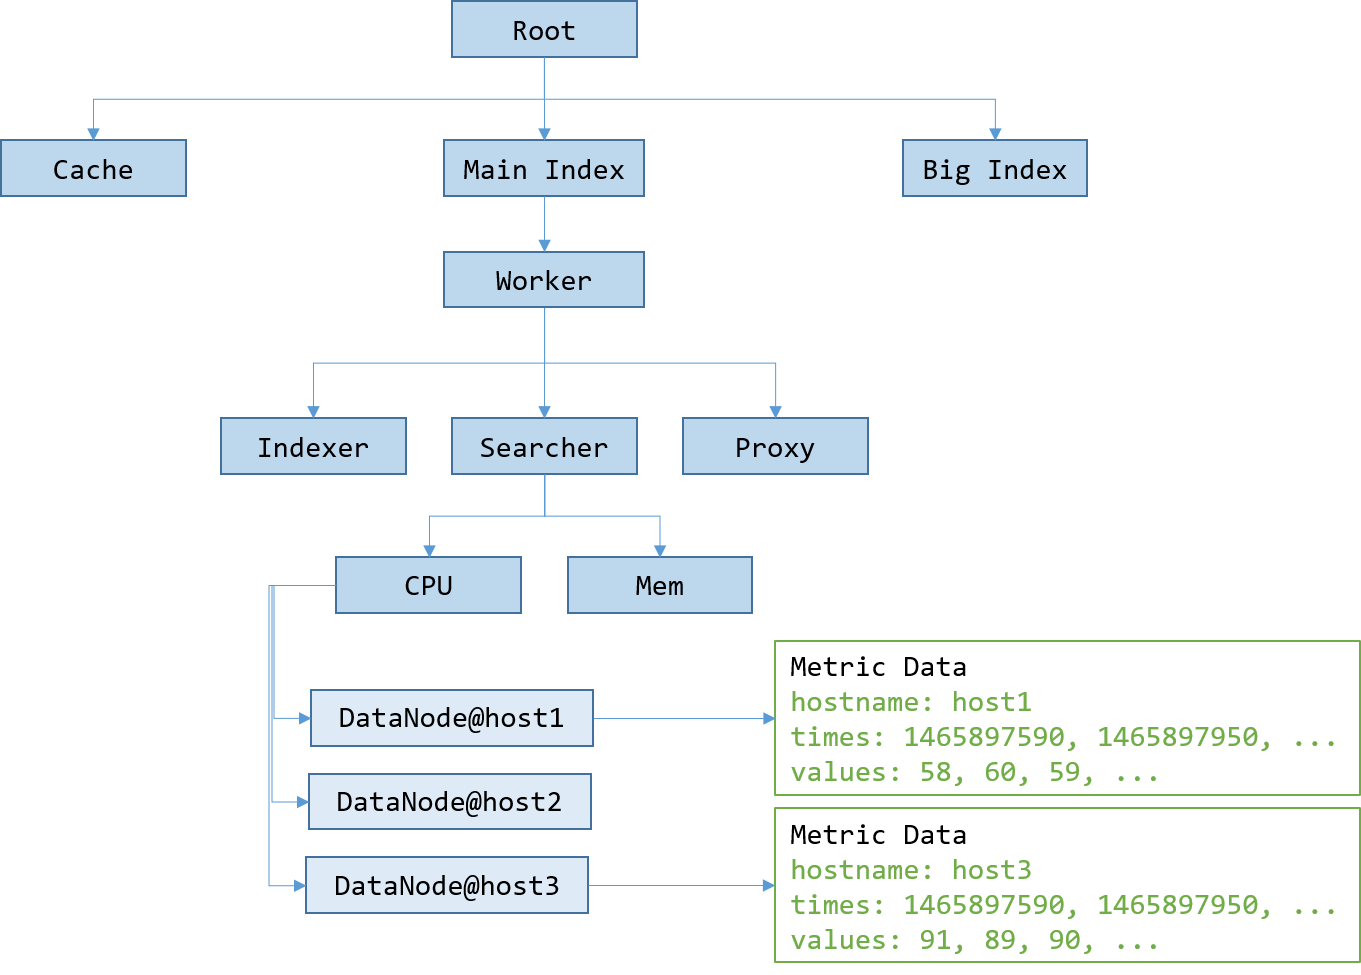 Root
Cache
Main Index
Big Index
Worker
Indexer
Searcher
Proxy
CPU
Mem
DataNode@host1
DataNode@host2
DataNode@host3
Metric Data
hostname: host1
times: 1465897590, 1465897950, ...
values: 58, 60, 59, ...
Metric Data
hostname: host3
times: 1465897590, 1465897950, ...
values: 91, 89, 90, ...